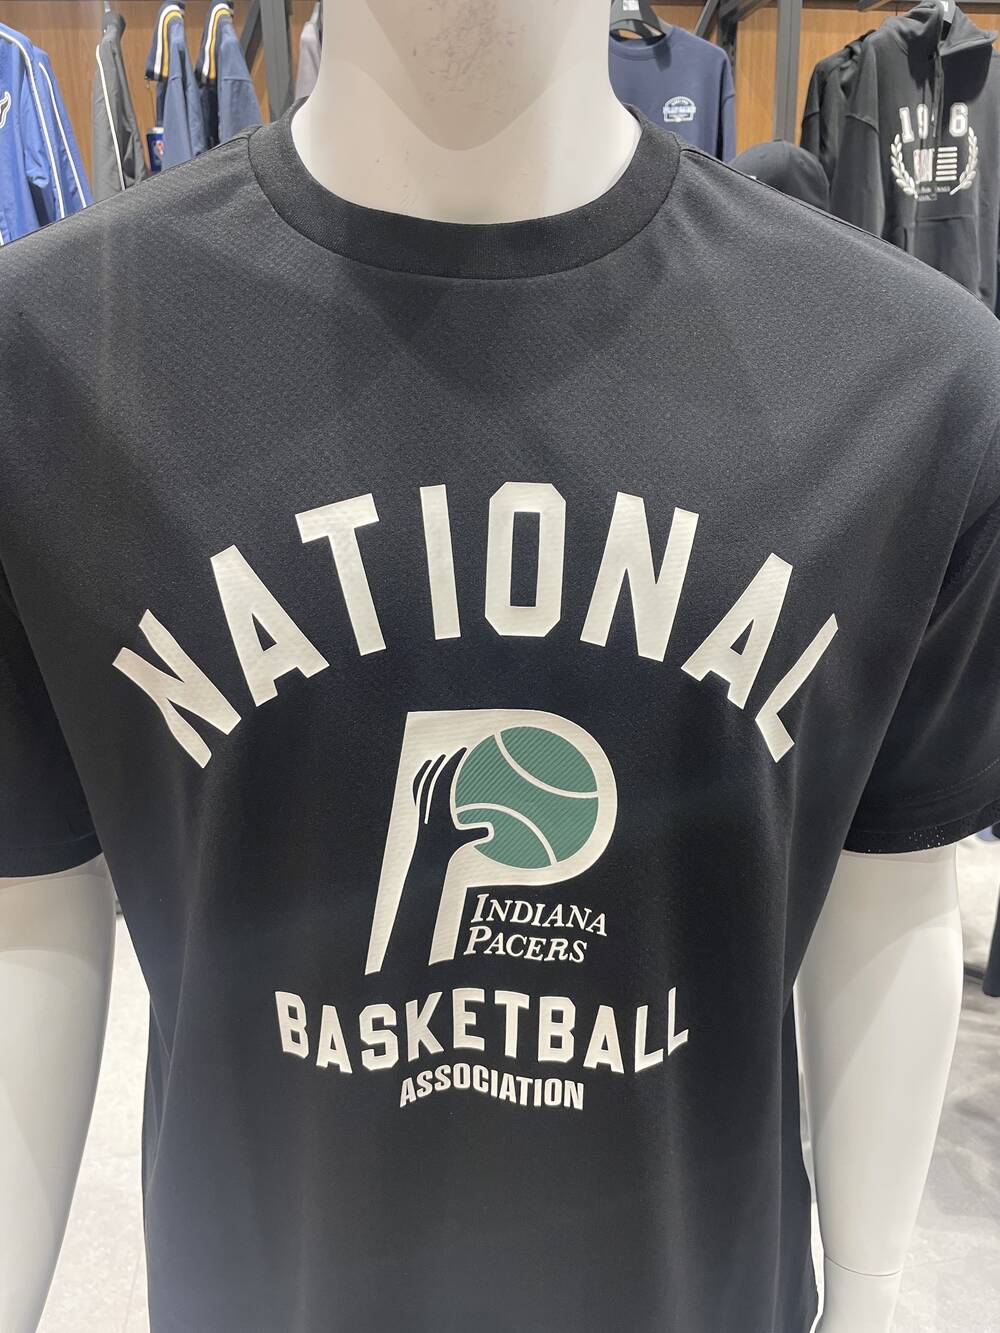 NATIONAL
INDIANA
PACERS
BASKETBALL
ASSOCIATION